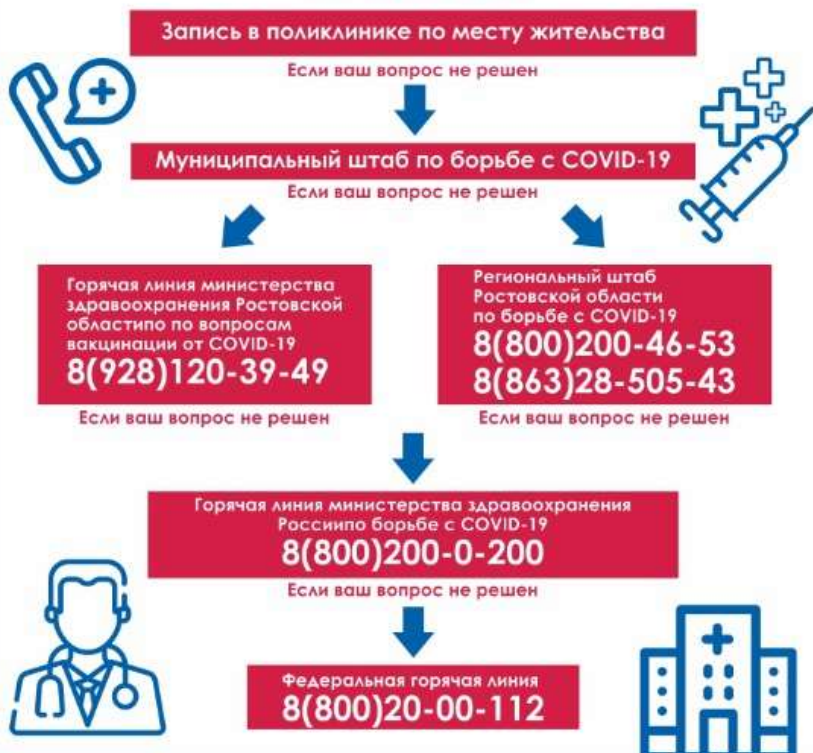 Запись в поликлинике по месту жительства
Если ваш вопрос не решен
Муниципальный штаб по борьбе с COVID-19
Если ваш вопрос не решен
Горячая линия министерства
здравоохранения Ростовской
областипо по вопросам
вакцинации от COVID-19
8(928)120-39-49
Если ваш вопрос не решен
Региональный штаб
Ростовской области
по борьбе с COVID-19
8(800)200-46-53
8(863)28-505-43
Если ваш вопрос не решен
Горячая линия министерства здравоохранения
Россиипо борьбе с COVID-19
8(800)200-0-200
Если ваш вопрос не решен
Федеральная горячая линия
8(800)20-00-112